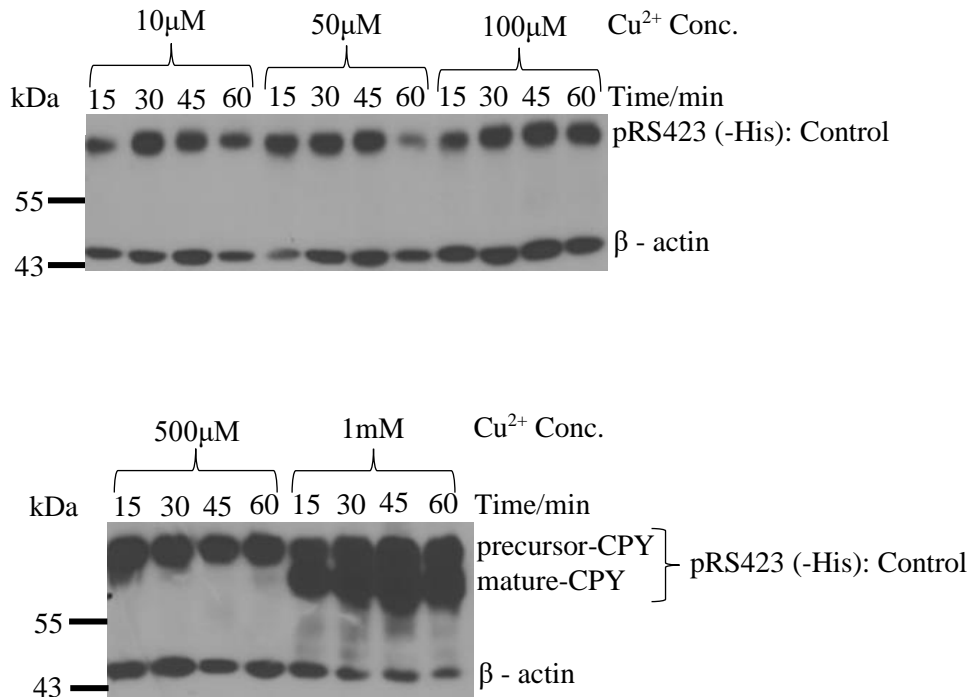 10μM 50μM 100μM Cu²⁺ Conc.
kDa 15 30 45 60 15 30 45 60 15 30 45 60 Time/min
pRS423 (-His): Control
55
β - actin
43
500μM 1mM Cu²⁺ Conc.
kDa 15 30 45 60 15 30 45 60 Time/min
precursor-CPY
mature-CPY
pRS423 (-His): Control
55
β - actin
43